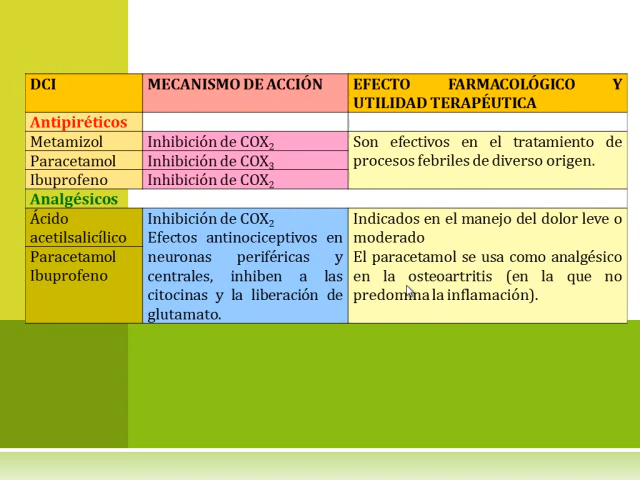 DCI
MECANISMO DE ACCIÓN
EFECTO FARMACOLÓGICO Y
UTILIDAD TERAPÉUTICA
Antipiréticos
Metamizol
Inhibición de COX₂
Paracetamol
Inhibición de COX₃
Ibuprofeno
Inhibición de COX₂
Son efectivos en el tratamiento de
procesos febriles de diverso origen.
Analgésicos
Ácido
acetilsalicílico
Paracetamol
Ibuprofeno
Inhibición de COX₂
Efectos antinociceptivos en
neuronas periféricas y
centrales, inhiben a las
citocinas y la liberación de
glutamato.
Indicados en el manejo del dolor leve o
moderado
El paracetamol se usa como analgésico
en la osteoartritis (en la que no
predomina la inflamación).